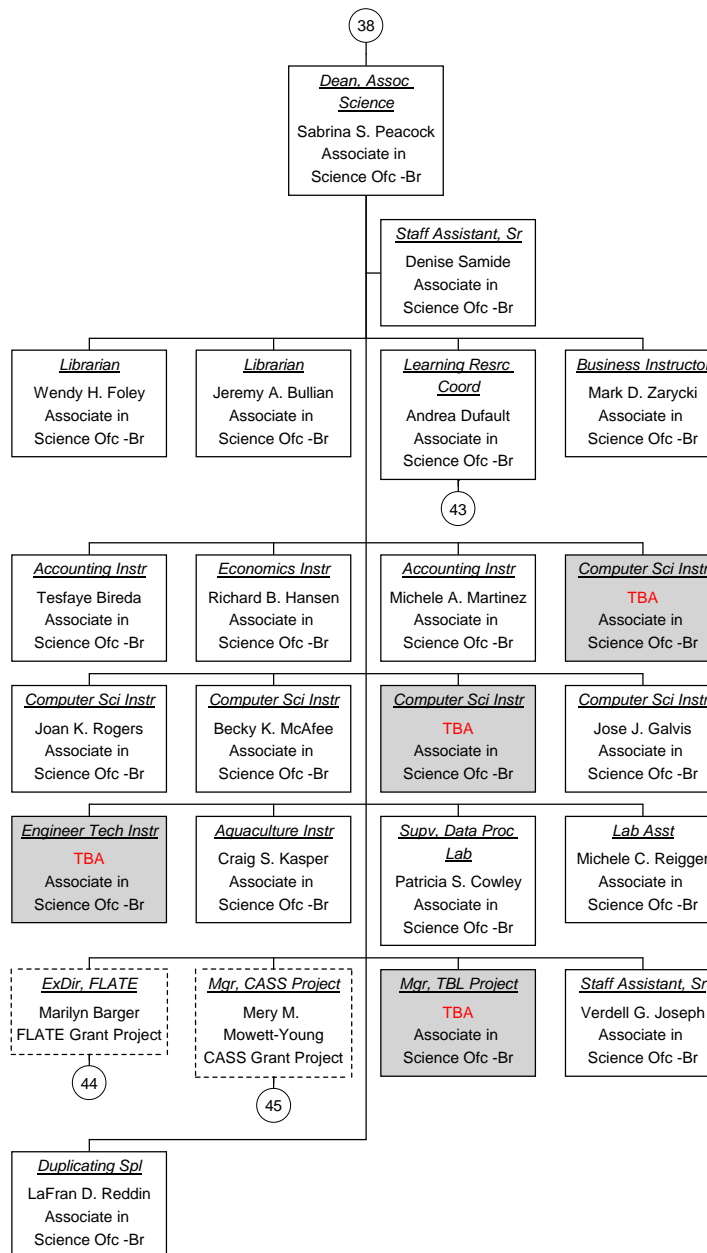 38
Dean, Assoc
Science
Sabrina S. Peacock
Associate in
Science Ofc -Br
Staff Assistant, Sr
Denise Samide
Associate in
Science Ofc -Br
Librarian
Wendy H. Foley
Associate in
Science Ofc -Br
Librarian
Jeremy A. Bullian
Associate in
Science Ofc -Br
Learning Resrc
Coord
Andrea Dufault
Associate in
Science Ofc -Br
43
Business Instructor
Mark D. Zarycki
Associate in
Science Ofc -Br
Accounting Instr
Tesfaye Bireda
Associate in
Science Ofc -Br
Economics Instr
Richard B. Hansen
Associate in
Science Ofc -Br
Accounting Instr
Michele A. Martinez
Associate in
Science Ofc -Br
Computer Sci Instr
TBA
Associate in
Science Ofc -Br
Computer Sci Instr
Joan K. Rogers
Associate in
Science Ofc -Br
Computer Sci Instr
Becky K. McAfee
Associate in
Science Ofc -Br
Computer Sci Instr
TBA
Associate in
Science Ofc -Br
Computer Sci Instr
Jose J. Galvis
Associate in
Science Ofc -Br
Engineer Tech Instr
TBA
Associate in
Science Ofc -Br
Aquaculture Instr
Craig S. Kasper
Associate in
Science Ofc -Br
Supv, Data Proc
Lab
Patricia S. Cowley
Associate in
Science Ofc -Br
Lab Asst
Michele C. Reigger
Associate in
Science Ofc -Br
ExDir, FLATE
Marilyn Barger
FLATE Grant Project
44
Mgr, CASS Project
Mery M.
Mowett-Young
CASS Grant Project
45
Mgr, TBL Project
TBA
Associate in
Science Ofc -Br
Staff Assistant, Sr
Verdell G. Joseph
Associate in
Science Ofc -Br
Duplicating Spl
LaFran D. Reddin
Associate in
Science Ofc -Br